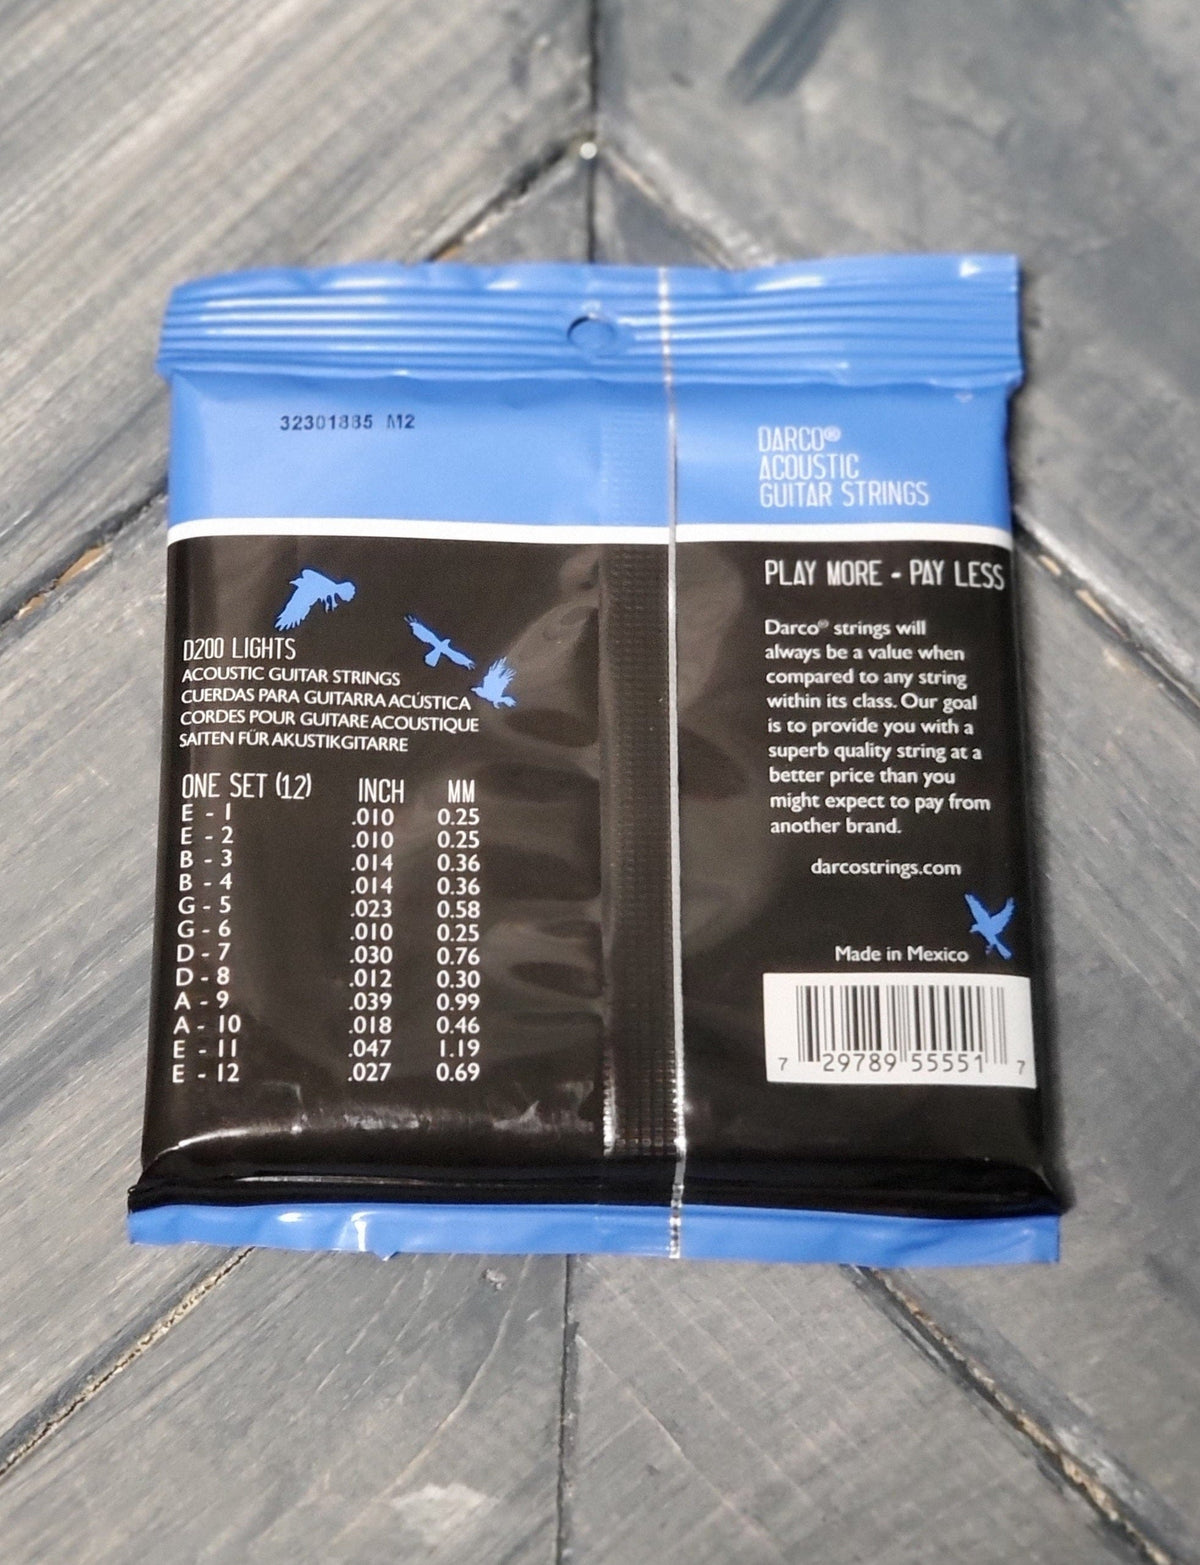 32301885 M2
DARCO®
ACOUSTIC
GUITAR STRINGS
D200 LIGHTS
ACOUSTIC GUITAR STRINGS
CUERDAS PARA GUITARRA ACÚSTICA
CORDES POUR GUITARE ACOUSTIQUE
SAITEN FÜR AKUSTIKGITARRE
ONE SET (12) INCH MM
E - 1 .010 0.25
E - 2 .010 0.25
B - 3 .014 0.36
B - 4 .014 0.36
G - 5 .023 0.58
G - 6 .010 0.25
D - 7 .030 0.76
D - 8 .012 0.30
A - 9 .039 0.99
A - 10 .018 0.46
E - 11 .047 1.19
E - 12 .027 0.69
PLAY MORE - PAY LESS
Darco® strings will
always be a value when
compared to any string
within its class. Our goal
is to provide you with a
superb quality string at a
better price than you
might expect to pay from
another brand.
darcostrings.com
Made in Mexico
7 29789 55551 7